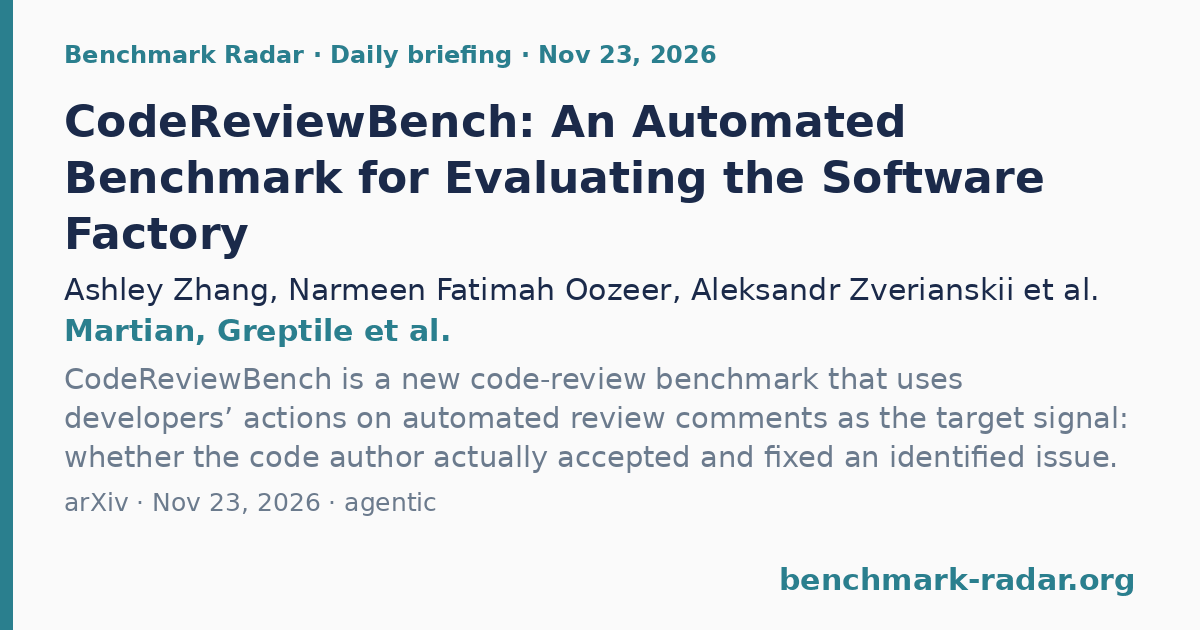 Benchmark Radar · Daily briefing · Nov 23, 2026
CodeReviewBench: An Automated
Benchmark for Evaluating the Software
Factory
Ashley Zhang, Narmeen Fatimah Oozeer, Aleksandr Zverianskii et al.
Martian, Greptile et al.
CodeReviewBench is a new code-review benchmark that uses
developers’ actions on automated review comments as the target signal:
whether the code author actually accepted and fixed an identified issue.
arXiv · Nov 23, 2026 · agentic
benchmark-radar.org